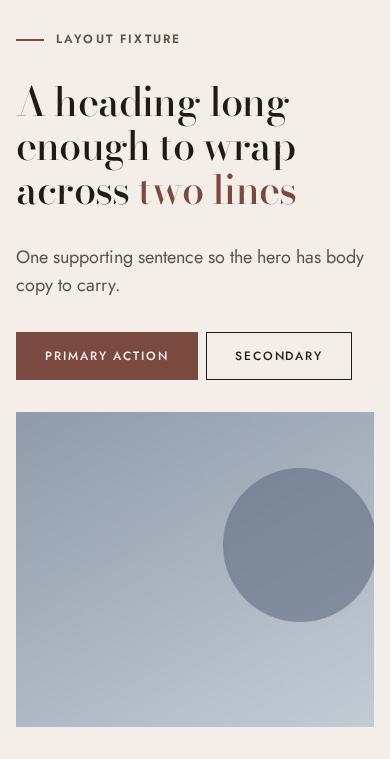 LAYOUT FIXTURE
A heading long
enough to wrap
across two lines
One supporting sentence so the hero has body
copy to carry.
PRIMARY ACTION
SECONDARY